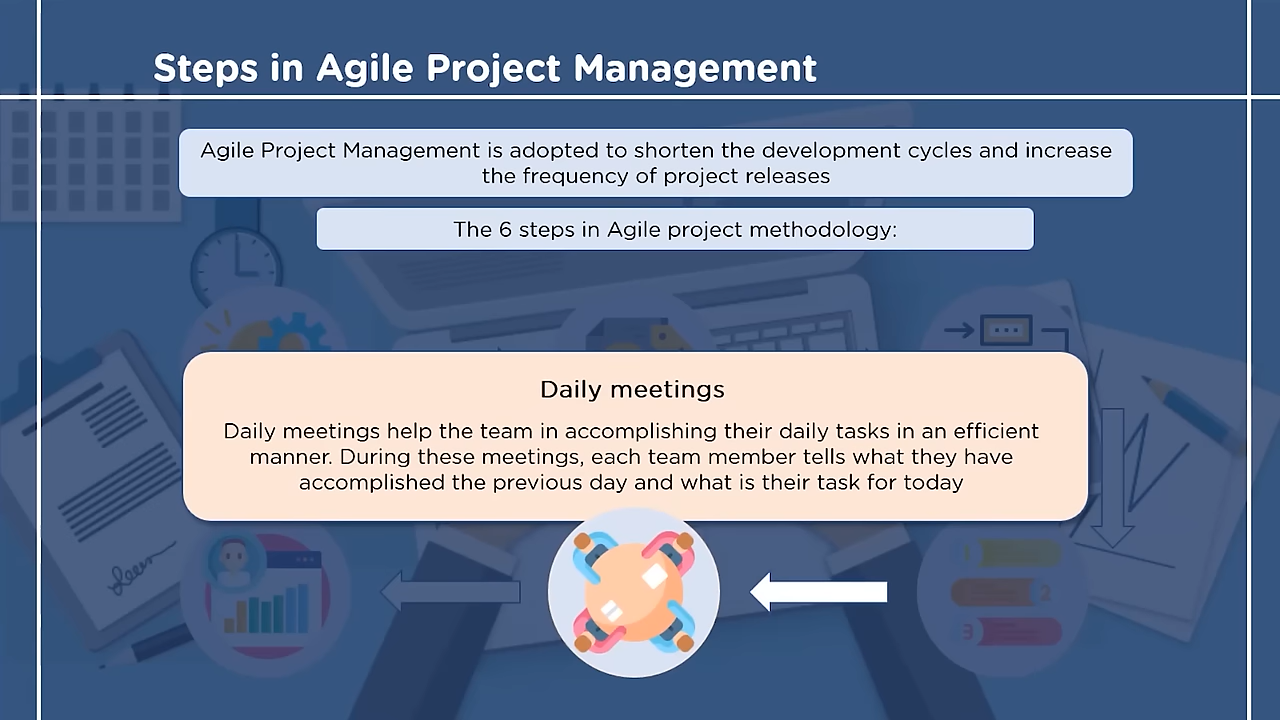 Steps in Agile Project Management
Agile Project Management is adopted to shorten the development cycles and increase
the frequency of project releases
The 6 steps in Agile project methodology:
Daily meetings
Daily meetings help the team in accomplishing their daily tasks in an efficient
manner. During these meetings, each team member tells what they have
accomplished the previous day and what is their task for today
1
2
3